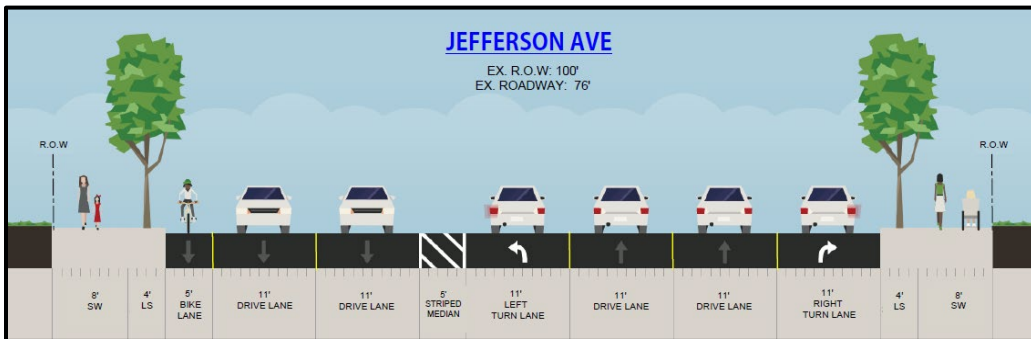 JEFFERSON AVE
EX. R.O.W: 100'
EX. ROADWAY: 76'
R.O.W
R.O.W
8'
SW
4'
LS
5'
BIKE
LANE
11'
DRIVE LANE
11'
DRIVE LANE
5'
STRIPED
MEDIAN
11'
LEFT
TURN LANE
11'
DRIVE LANE
11'
DRIVE LANE
11'
RIGHT
TURN LANE
4'
LS
8'
SW